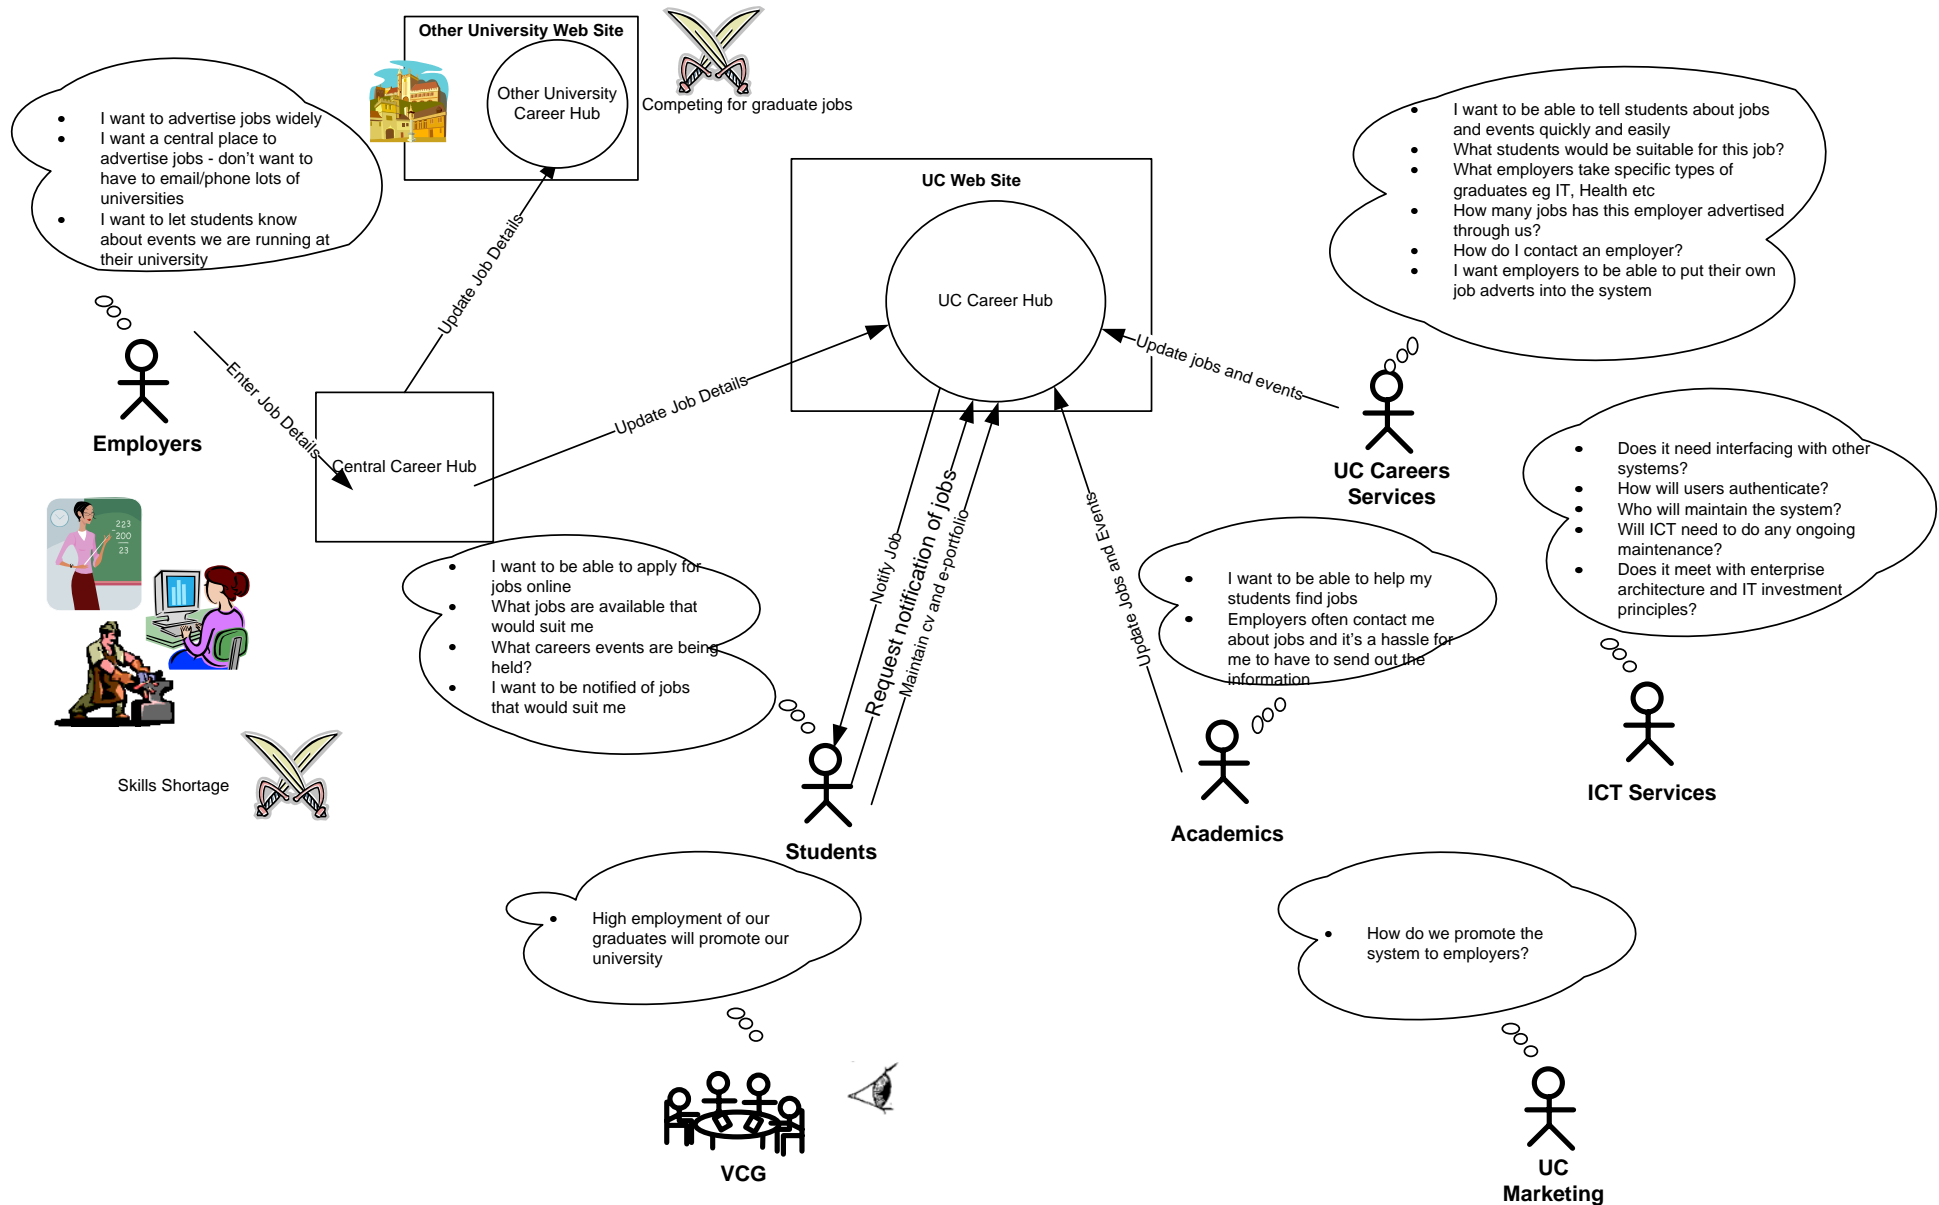 Other University Web Site
Other University
Career Hub
Competing for graduate jobs
• I want to advertise jobs widely
• I want a central place to
advertise jobs - don't want to
have to email/phone lots of
universities
• I want to let students know
about events we are running at
their university
Employers
Enter Job Details
Central Career Hub
Update Job Details
Update Job Details
UC Web Site
UC Career Hub
• I want to be able to tell students about jobs
and events quickly and easily
• What students would be suitable for this job?
• What employers take specific types of
graduates eg IT, Health etc
• How many jobs has this employer advertised
through us?
• How do I contact an employer?
• I want employers to be able to put their own
job adverts into the system
Update jobs and events
UC Careers
Services
• Does it need interfacing with other
systems?
• How will users authenticate?
• Who will maintain the system?
• Will ICT need to do any ongoing
maintenance?
• Does it meet with enterprise
architecture and IT investment
principles?
ICT Services
223
200
23
Skills Shortage
• I want to be able to apply for
jobs online
• What jobs are available that
would suit me
• What careers events are being
held?
• I want to be notified of jobs
that would suit me
Notify Job
Request notification of jobs
Maintain cv and e-portfolio
Students
Update Jobs and Events
• I want to be able to help my
students find jobs
• Employers often contact me
about jobs and it's a hassle for
me to have to send out the
information
Academics
• High employment of our
graduates will promote our
university
VCG
• How do we promote the
system to employers?
UC
Marketing